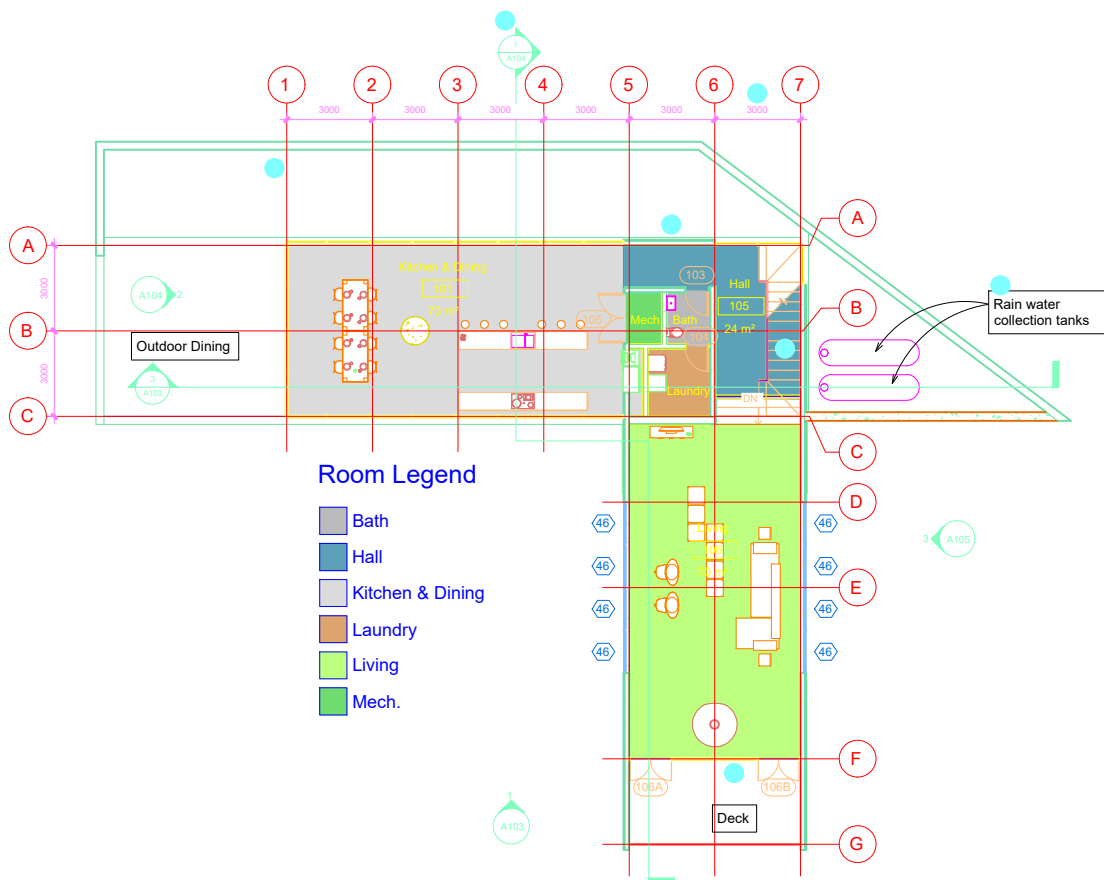 1
A104
1
2
3
4
5
6
7
3000
3000
3000
3000
3000
3000
A
A
Kitchen & Dining
101
103
Hall
105
24 m²
3000
A104
2
B
B
Rain water
collection tanks
105
Mech.
Bath
Outdoor Dining
3000
3
A103
Laundry
DN
C
C
Room Legend
Bath
Hall
Kitchen & Dining
Laundry
Living
Mech.
D
46
46
3
A105
46
46
E
46
46
46
46
F
106A
106B
Deck
1
A103
G